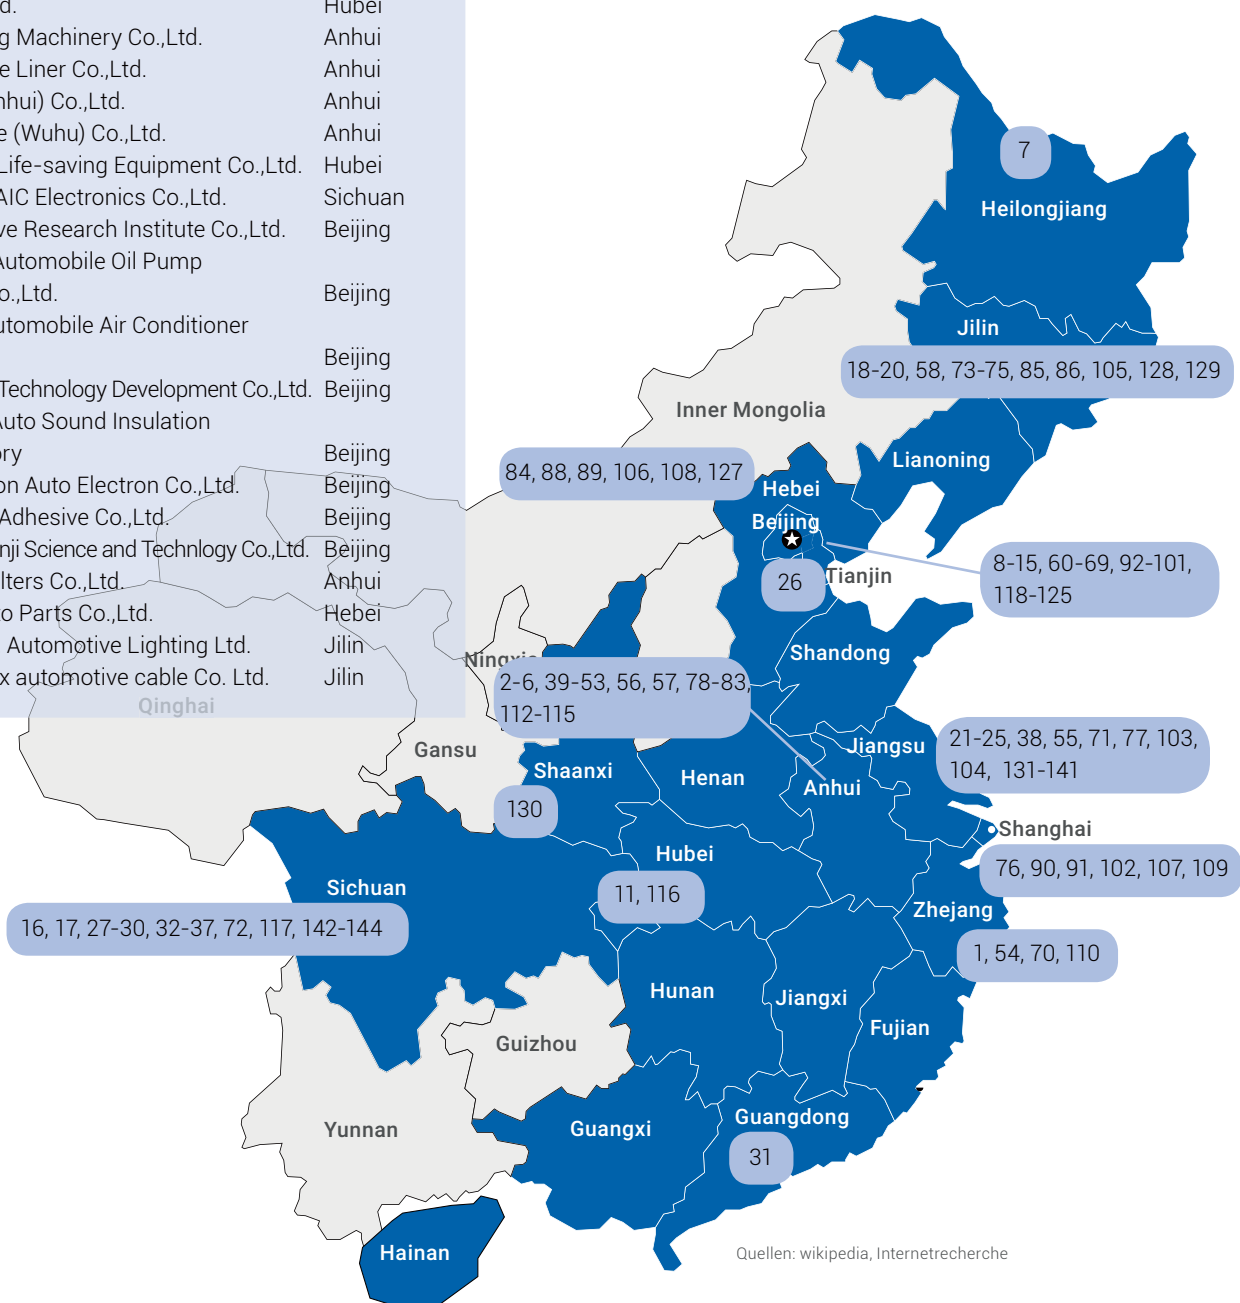 d. Hubei
g Machinery Co.,Ltd. Anhui
e Liner Co.,Ltd. Anhui
nhui) Co.,Ltd. Anhui
e (Wuhu) Co.,Ltd. Anhui
Life-saving Equipment Co.,Ltd. Hubei
AIC Electronics Co.,Ltd. Sichuan
ve Research Institute Co.,Ltd. Beijing
Automobile Oil Pump
o.,Ltd. Beijing
utomobile Air Conditioner
Beijing
Technology Development Co.,Ltd. Beijing
Auto Sound Insulation
ory Beijing
on Auto Electron Co.,Ltd. Beijing
Adhesive Co.,Ltd. Beijing
nji Science and Technlogy Co.,Ltd. Beijing
lters Co.,Ltd. Anhui
to Parts Co.,Ltd. Hebei
Automotive Lighting Ltd. Jilin
x automotive cable Co. Ltd. Jilin
7
Heilongjiang
Jilin
18-20, 58, 73-75, 85, 86, 105, 128, 129
Inner Mongolia
Lianoning
84, 88, 89, 106, 108, 127
Hebei
Beijing
26
Tianjin
8-15, 60-69, 92-101,
118-125
Shandong
Ningxia
2-6, 39-53, 56, 57, 78-83,
112-115
Qinghai
Gansu
Shaanxi
130
Henan
Anhui
Jiangsu
21-25, 38, 55, 71, 77, 103,
104, 131-141
Shanghai
76, 90, 91, 102, 107, 109
Hubei
11, 116
Sichuan
16, 17, 27-30, 32-37, 72, 117, 142-144
Zhejang
1, 54, 70, 110
Hunan
Jiangxi
Fujian
Guizhou
Yunnan
Guangxi
Guangdong
31
Hainan
Quellen: wikipedia, Internetrecherche